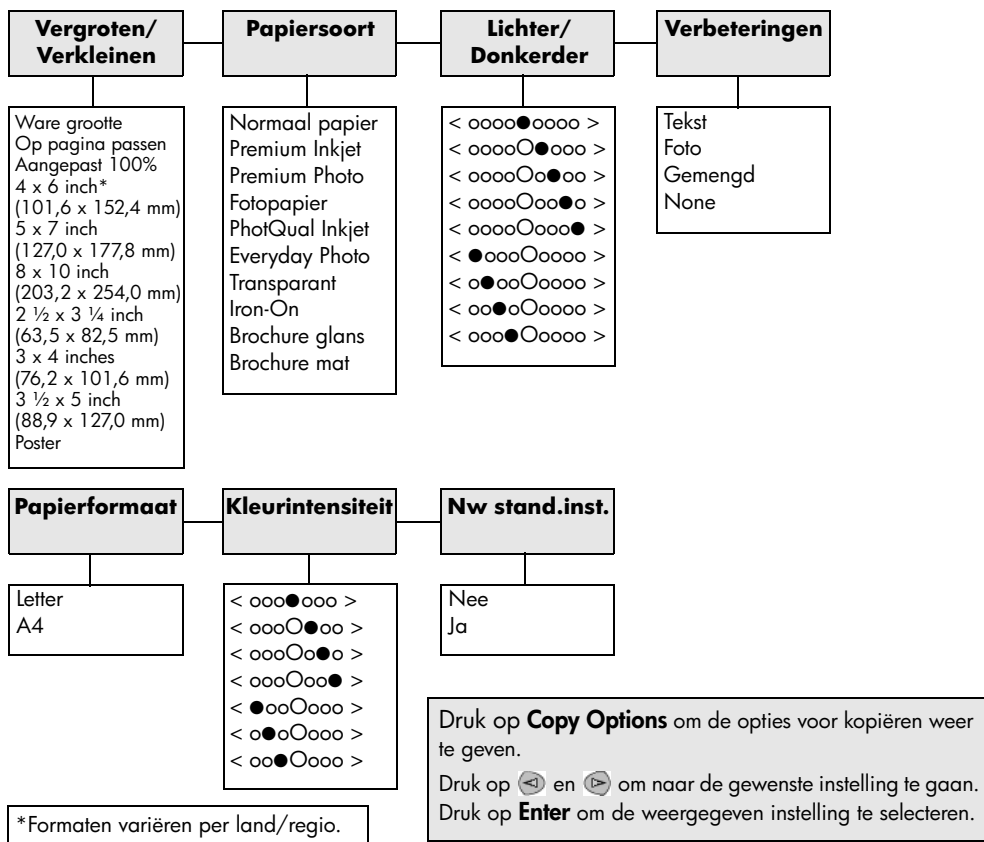 Vergroten/
Verkleinen
Papiersoort
Lichter/
Donkerder
Verbeteringen
Ware grootte
Op pagina passen
Aangepast 100%
4 x 6 inch*
(101,6 x 152,4 mm)
5 x 7 inch
(127,0 x 177,8 mm)
8 x 10 inch
(203,2 x 254,0 mm)
2 ½ x 3 ¼ inch
(63,5 x 82,5 mm)
3 x 4 inches
(76,2 x 101,6 mm)
3 ½ x 5 inch
(88,9 x 127,0 mm)
Poster
Normaal papier
Premium Inkjet
Premium Photo
Fotopapier
PhotQual Inkjet
Everyday Photo
Transparant
Iron-On
Brochure glans
Brochure mat
< oooo●oooo >
< ooooO●ooo >
< ooooOo●oo >
< ooooOoo●o >
< ooooOooo● >
< ●oooOoooo >
< o●ooOoooo >
< oo●oOoooo >
< ooo●Ooooo >
Tekst
Foto
Gemengd
None
Papierformaat
Kleurintensiteit
Nw stand.inst.
Letter
A4
< ooo●ooo >
< oooO●oo >
< oooOo●o >
< oooOoo● >
< ●ooOooo >
< o●oOooo >
< oo●Oooo >
Nee
Ja
Druk op Copy Options om de opties voor kopiëren weer
te geven.
Druk op ◁ en ▷ om naar de gewenste instelling te gaan.
Druk op Enter om de weergegeven instelling te selecteren.
*Formaten variëren per land/regio.